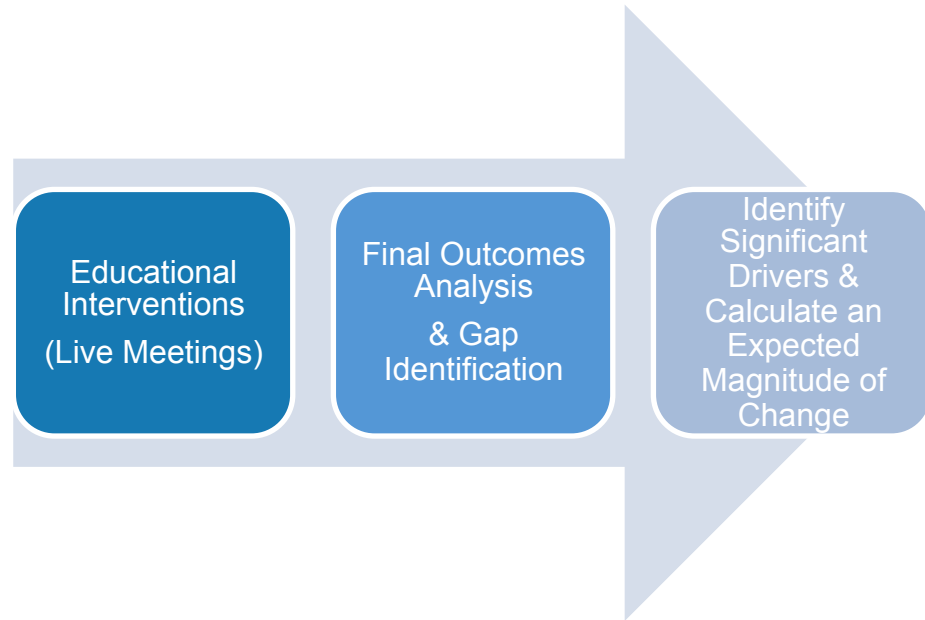 Educational
Interventions
(Live Meetings)
Final Outcomes
Analysis
& Gap
Identification
Identify
Significant
Drivers &
Calculate an
Expected
Magnitude of
Change